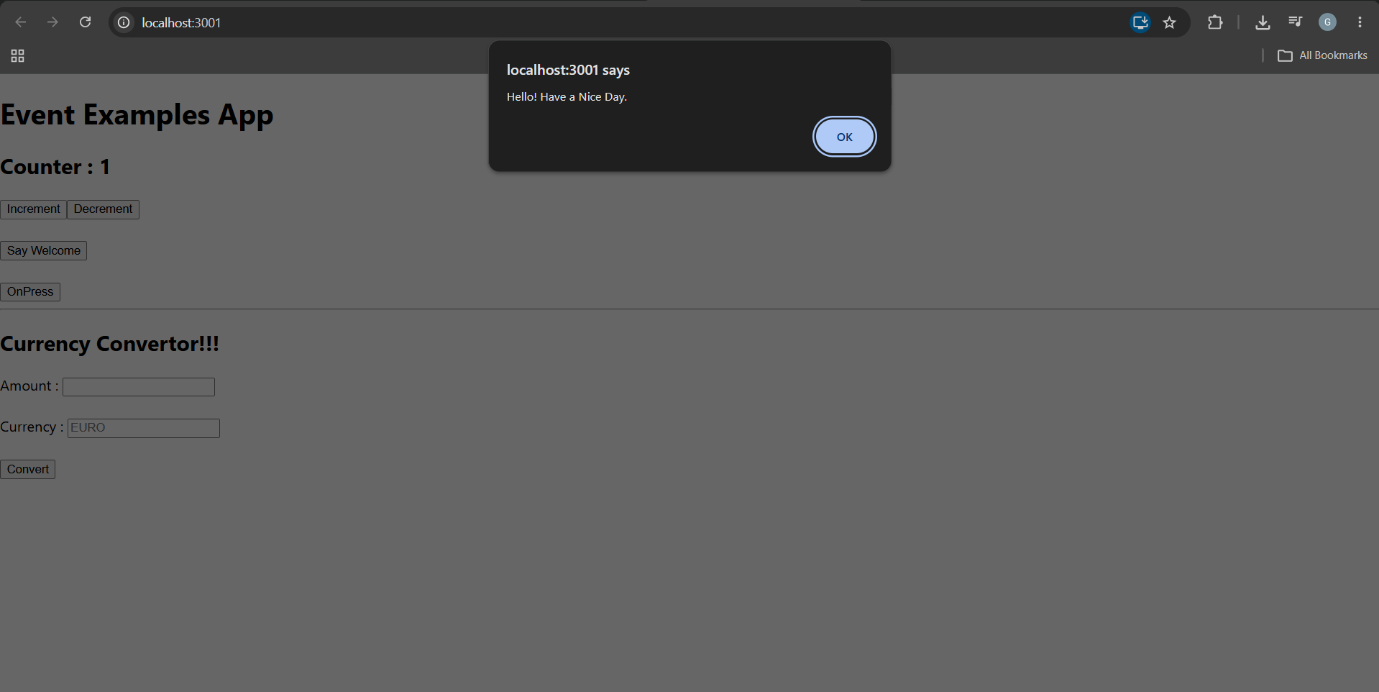 localhost:3001
G
All Bookmarks
localhost:3001 says
Hello! Have a Nice Day.
OK
Event Examples App
Counter : 1
Increment Decrement
Say Welcome
OnPress
Currency Convertor!!!
Amount :
Currency : EURO
Convert